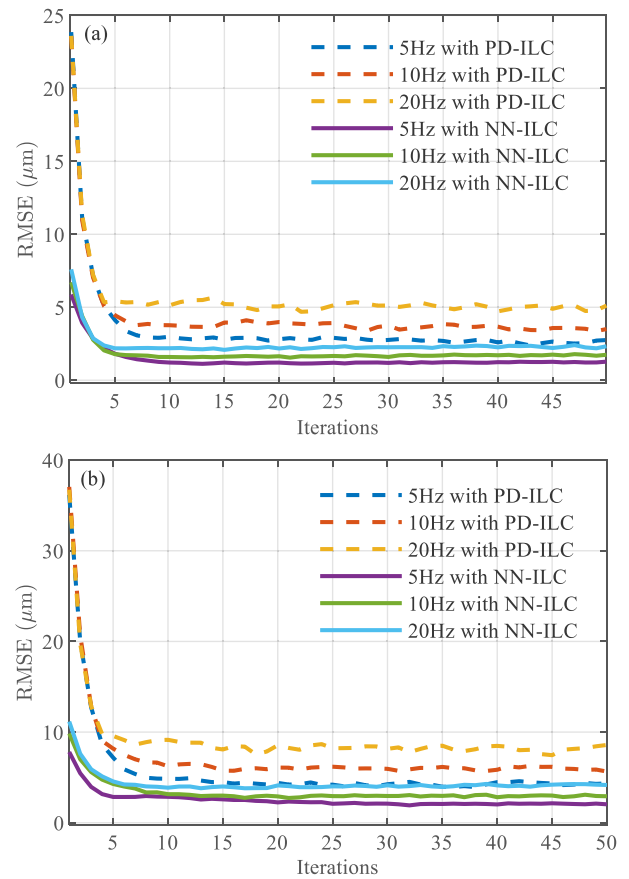 (a)
25
20
15
10
5
0
RMSE (μm)
5Hz with PD-ILC
10Hz with PD-ILC
20Hz with PD-ILC
5Hz with NN-ILC
10Hz with NN-ILC
20Hz with NN-ILC
5 10 15 20 25 30 35 40 45
Iterations
(b)
40
30
20
10
0
RMSE (μm)
5Hz with PD-ILC
10Hz with PD-ILC
20Hz with PD-ILC
5Hz with NN-ILC
10Hz with NN-ILC
20Hz with NN-ILC
5 10 15 20 25 30 35 40 45 50
Iterations